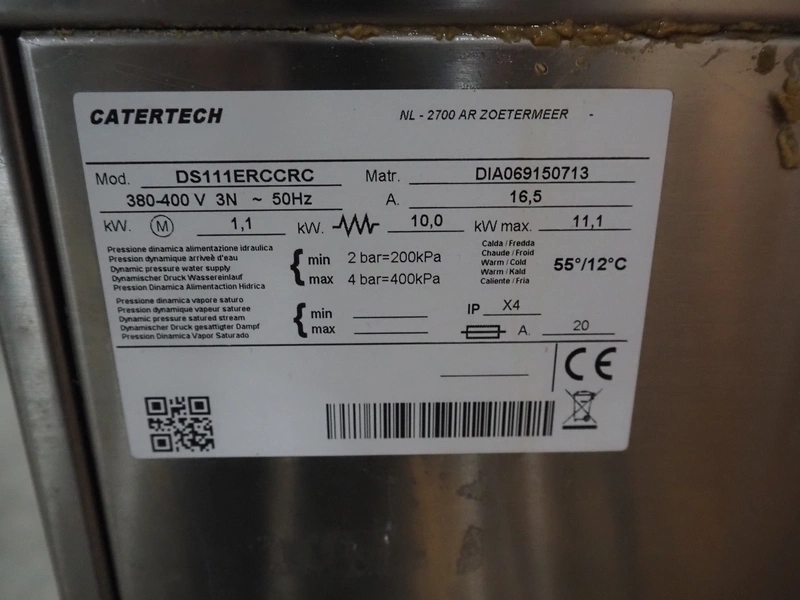 CATERTECH NL - 2700 AR ZOETERMEER -
Mod. DS111ERCCRC Matr. DIA069150713
380-400 V 3N ~ 50Hz A. 16,5
kW. M 1,1 kW. 10,0 kW max. 11,1
Pressione dinamica alimentazione idraulica
Pression dynamique arriveè d'eau
Dynamic pressure water supply
Dynamischer Druck Wassereinlauf
Pression Dinamica Alimentaction Hidrica
min 2 bar=200kPa
max 4 bar=400kPa
Calda / Fredda
Chaude / Froid
Warm / Cold
Warm / Kald
Caliente / Fria
55°/12°C
Pressione dinamica vapore saturo
Pression dynamique vapeur saturee
Dynamic pressure satured stream
Dynamischer Druck gesattigter Dampf
Pression Dinamica Vapor Saturado
min
max
IP X4
A. 20
CE